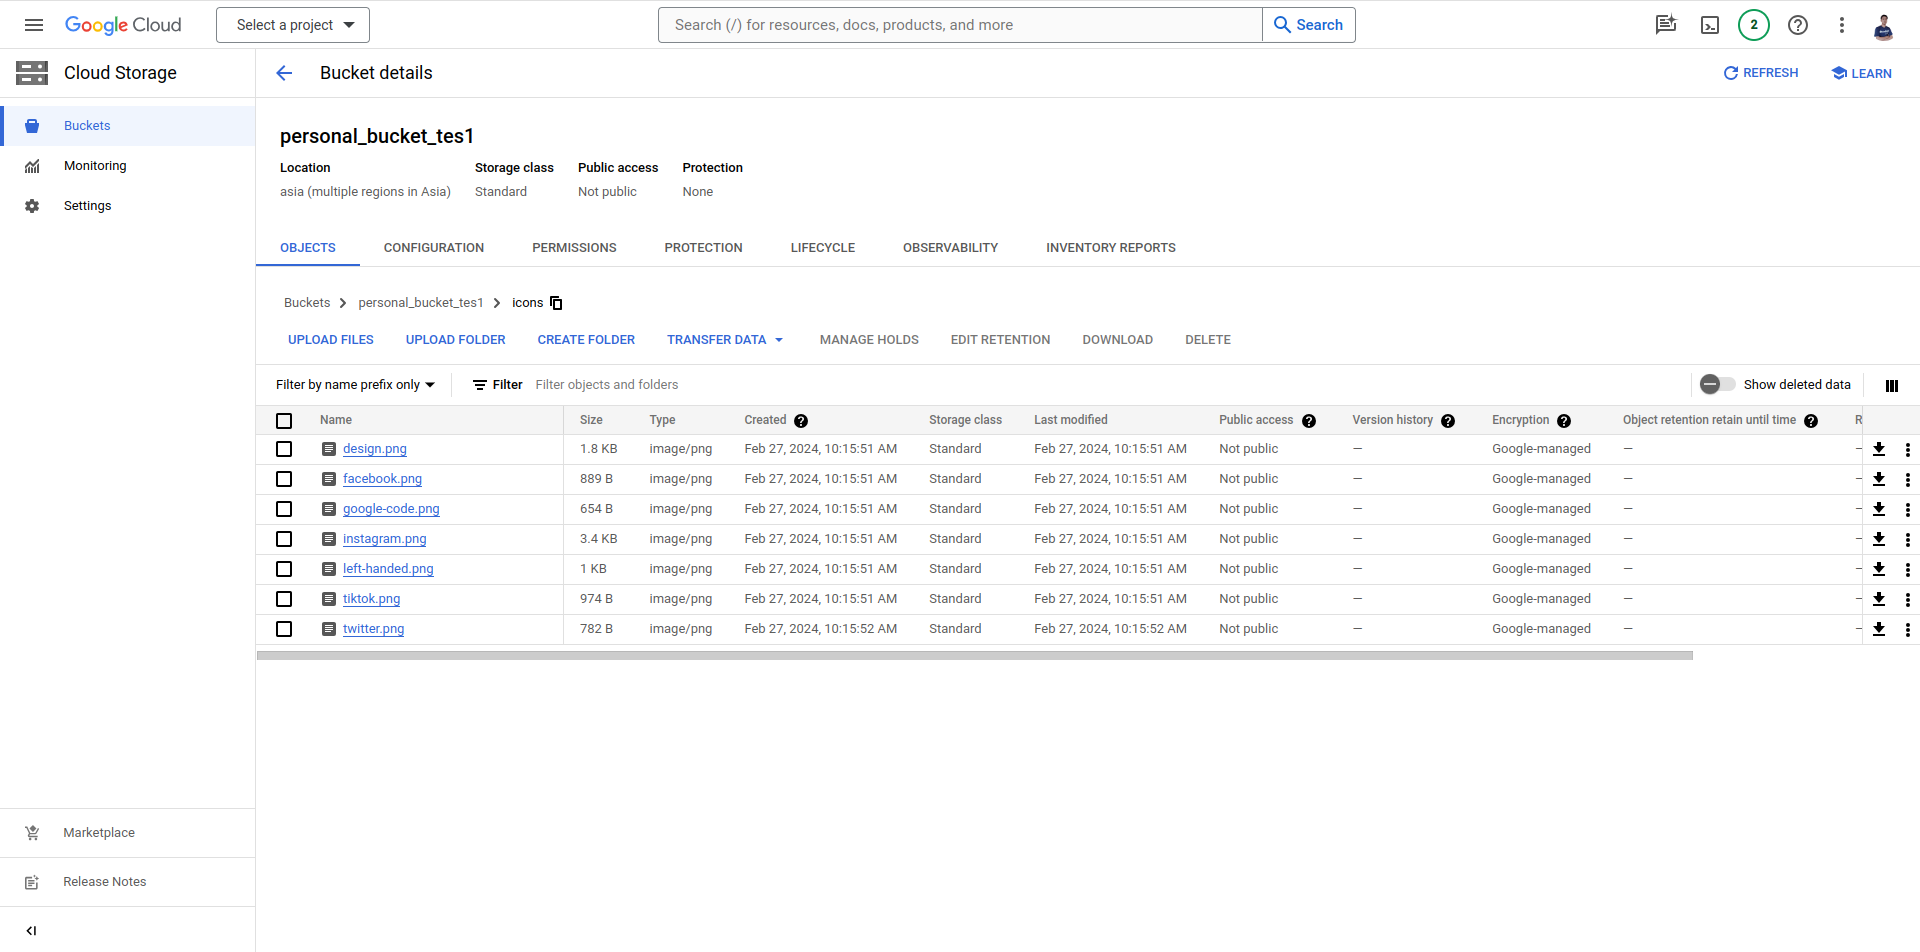 Google Cloud
Select a project
Search (/) for resources, docs, products, and more
Search
2
Cloud Storage
Bucket details
REFRESH
LEARN
Buckets
Monitoring
Settings
personal_bucket_tes1
Location Storage class Public access Protection
asia (multiple regions in Asia) Standard Not public None
OBJECTS CONFIGURATION PERMISSIONS PROTECTION LIFECYCLE OBSERVABILITY INVENTORY REPORTS
Buckets personal_bucket_tes1 icons
UPLOAD FILES UPLOAD FOLDER CREATE FOLDER TRANSFER DATA MANAGE HOLDS EDIT RETENTION DOWNLOAD DELETE
Filter by name prefix only Filter Filter objects and folders Show deleted data
Name Size Type Created Storage class Last modified Public access Version history Encryption Object retention retain until time R
design.png 1.8 KB image/png Feb 27, 2024, 10:15:51 AM Standard Feb 27, 2024, 10:15:51 AM Not public — Google-managed — —
facebook.png 889 B image/png Feb 27, 2024, 10:15:51 AM Standard Feb 27, 2024, 10:15:51 AM Not public — Google-managed — —
google-code.png 654 B image/png Feb 27, 2024, 10:15:51 AM Standard Feb 27, 2024, 10:15:51 AM Not public — Google-managed — —
instagram.png 3.4 KB image/png Feb 27, 2024, 10:15:51 AM Standard Feb 27, 2024, 10:15:51 AM Not public — Google-managed — —
left-handed.png 1 KB image/png Feb 27, 2024, 10:15:51 AM Standard Feb 27, 2024, 10:15:51 AM Not public — Google-managed — —
tiktok.png 974 B image/png Feb 27, 2024, 10:15:51 AM Standard Feb 27, 2024, 10:15:51 AM Not public — Google-managed — —
twitter.png 782 B image/png Feb 27, 2024, 10:15:52 AM Standard Feb 27, 2024, 10:15:52 AM Not public — Google-managed — —
Marketplace
Release Notes